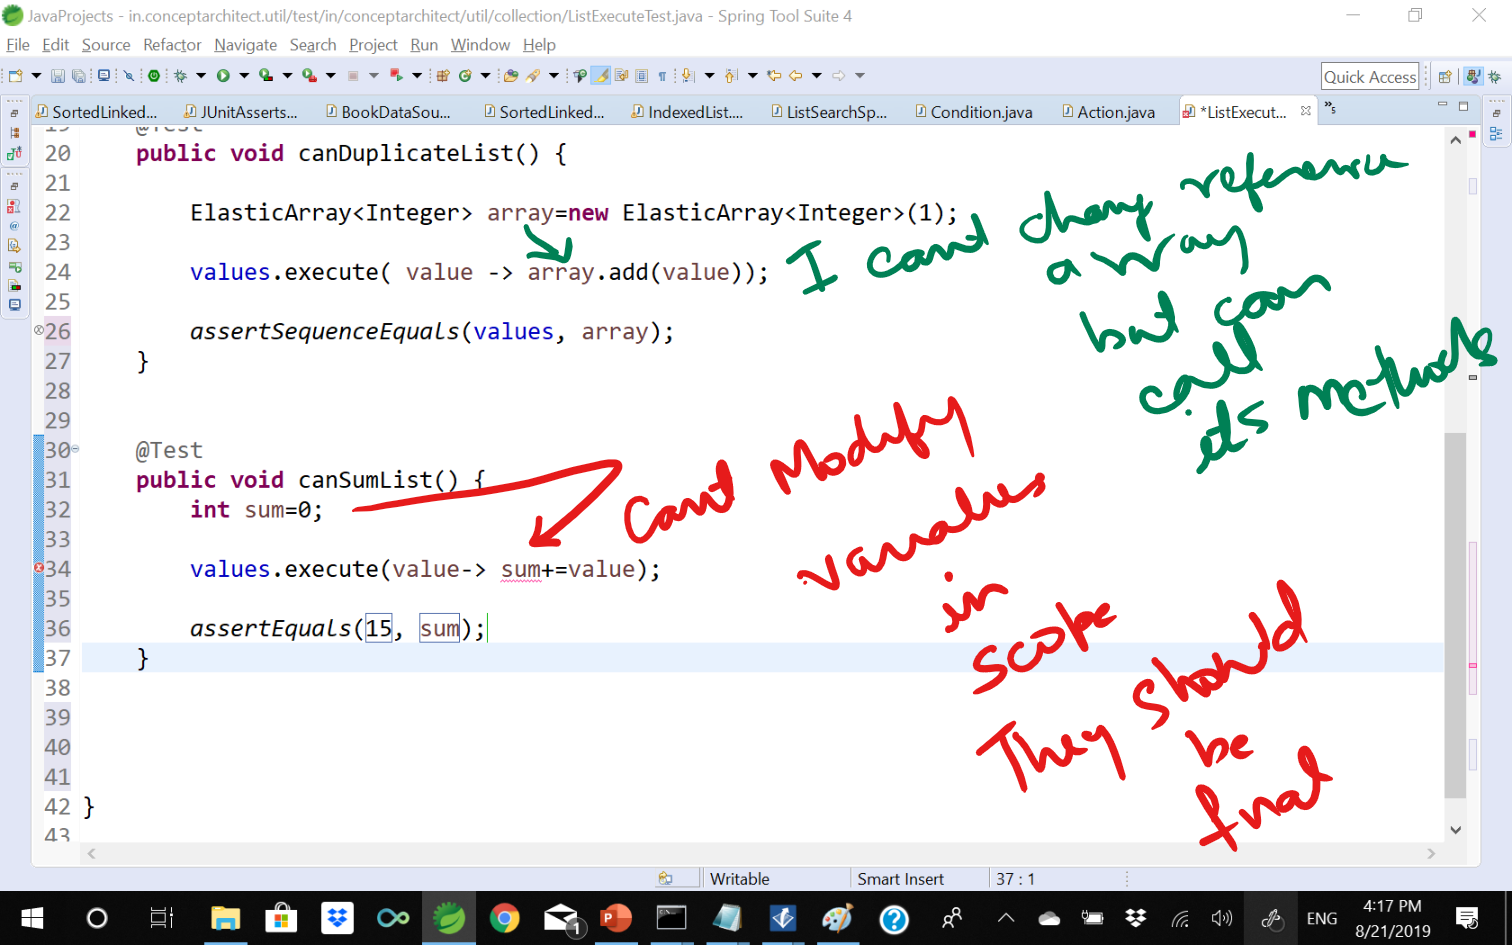 JavaProjects - in.conceptarchitect.util/test/in/conceptarchitect/util/collection/ListExecuteTest.java - Spring Tool Suite 4
File Edit Source Refactor Navigate Search Project Run Window Help
Quick Access
SortedLinked... JUnitAsserts... BookDataSou... SortedLinked... IndexedList.... ListSearchSp... Condition.java Action.java *ListExecut... »5
19 @Test
20 public void canDuplicateList() {
21
22 ElasticArray<Integer> array=new ElasticArray<Integer>(1);
23
24 values.execute( value -> array.add(value));
25
26 assertSequenceEquals(values, array);
27 }
28
29
30 @Test
31 public void canSumList() {
32 int sum=0;
33
34 values.execute(value-> sum+=value);
35
36 assertEquals(15, sum);
37 }
38
39
40
41
42 }
43
I cant change reference
array
but can
call
its methods
Cant Modify
variables
in
scope
They should
be
final
Writable Smart Insert 37 : 1
1 ENG 4:17 PM
8/21/2019